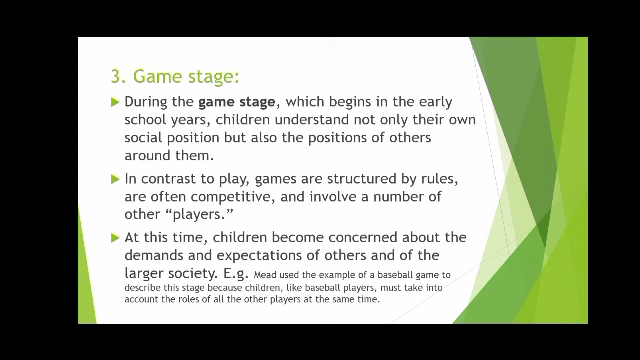 3. Game stage:
During the game stage, which begins in the early
school years, children understand not only their own
social position but also the positions of others
around them.
In contrast to play, games are structured by rules,
are often competitive, and involve a number of
other “players.”
At this time, children become concerned about the
demands and expectations of others and of the
larger society. E.g. Mead used the example of a baseball game to
describe this stage because children, like baseball players, must take into
account the roles of all the other players at the same time.